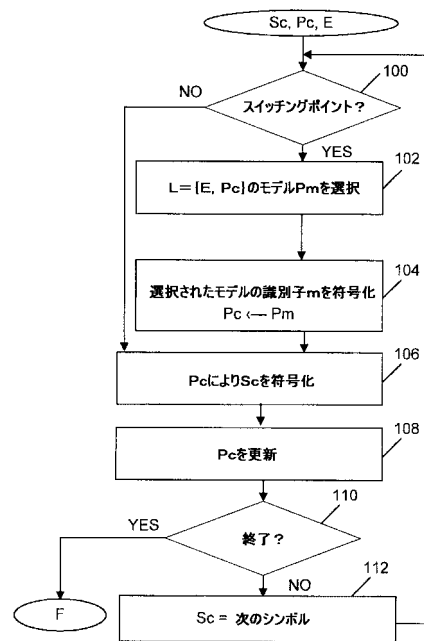 Sc, Pc, E
100
NO
スイッチングポイント?
YES
102
L={E, Pc}のモデルPmを選択
104
選択されたモデルの識別子mを符号化
Pc ← Pm
106
PcによりScを符号化
108
Pcを更新
110
YES
終了?
NO
112
F
Sc = 次のシンボル